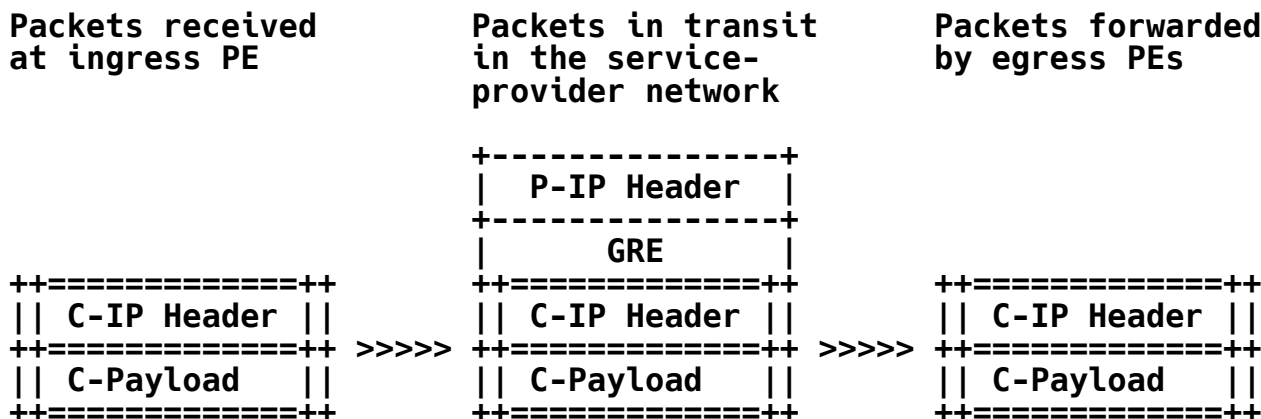 Packets received        Packets in transit      Packets forwarded
at ingress PE           in the service-         by egress PEs
                        provider network

                        +---------------+
                        |  P-IP Header  |
                        +---------------+
                        |      GRE      |
++=============++       ++=============++       ++=============++
|| C-IP Header ||       || C-IP Header ||       || C-IP Header ||
++=============++ >>>>> ++=============++ >>>>> ++=============++
|| C-Payload   ||       || C-Payload   ||       || C-Payload   ||
++=============++       ++=============++       ++=============++